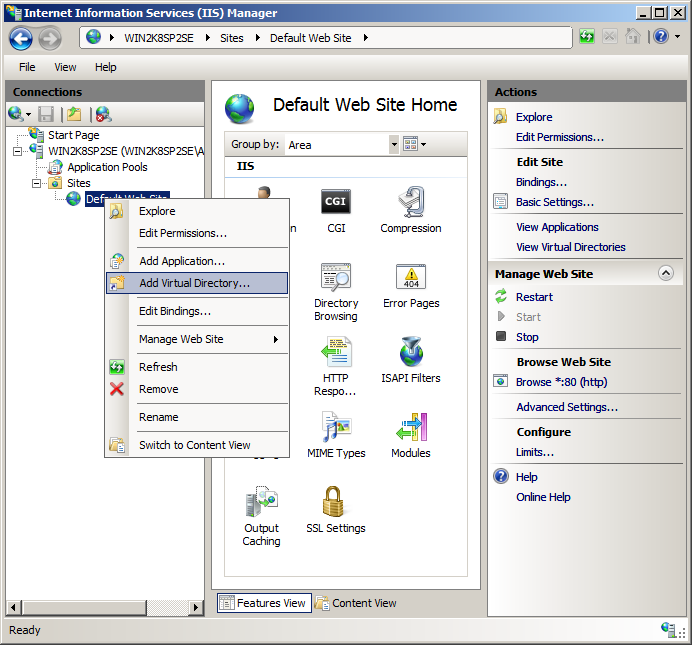 Internet Information Services (IIS) Manager
WIN2K8SP2SE
Sites
Default Web Site
File
View
Help
Connections
Start Page
WIN2K8SP2SE (WIN2K8SP2SE\A
Application Pools
Sites
Default Web Site
Explore
Edit Permissions...
Add Application...
Add Virtual Directory...
Edit Bindings...
Manage Web Site
Refresh
Remove
Rename
Switch to Content View
Default Web Site Home
Group by:
Area
IIS
n
CGI
CGI
Compression
Directory
Browsing
404
Error Pages
HTTP
Respo...
ISAPI Filters
MIME Types
Modules
Output
Caching
SSL Settings
Features View
Content View
Actions
Explore
Edit Permissions...
Edit Site
Bindings...
Basic Settings...
View Applications
View Virtual Directories
Manage Web Site
Restart
Start
Stop
Browse Web Site
Browse *:80 (http)
Advanced Settings...
Configure
Limits...
Help
Online Help
Ready